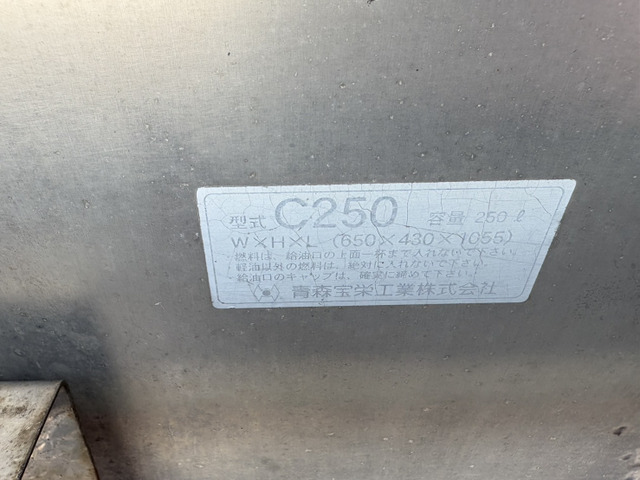 型式 C250 容量 250ℓ
W×H×L (650×430×1055)
燃料は、給油口の上面一杯まで入れないで下さい。
軽油以外の燃料は、絶対に入れないで下さい。
給油口のキャップは、確実に締めて下さい。
青森宝栄工業株式会社